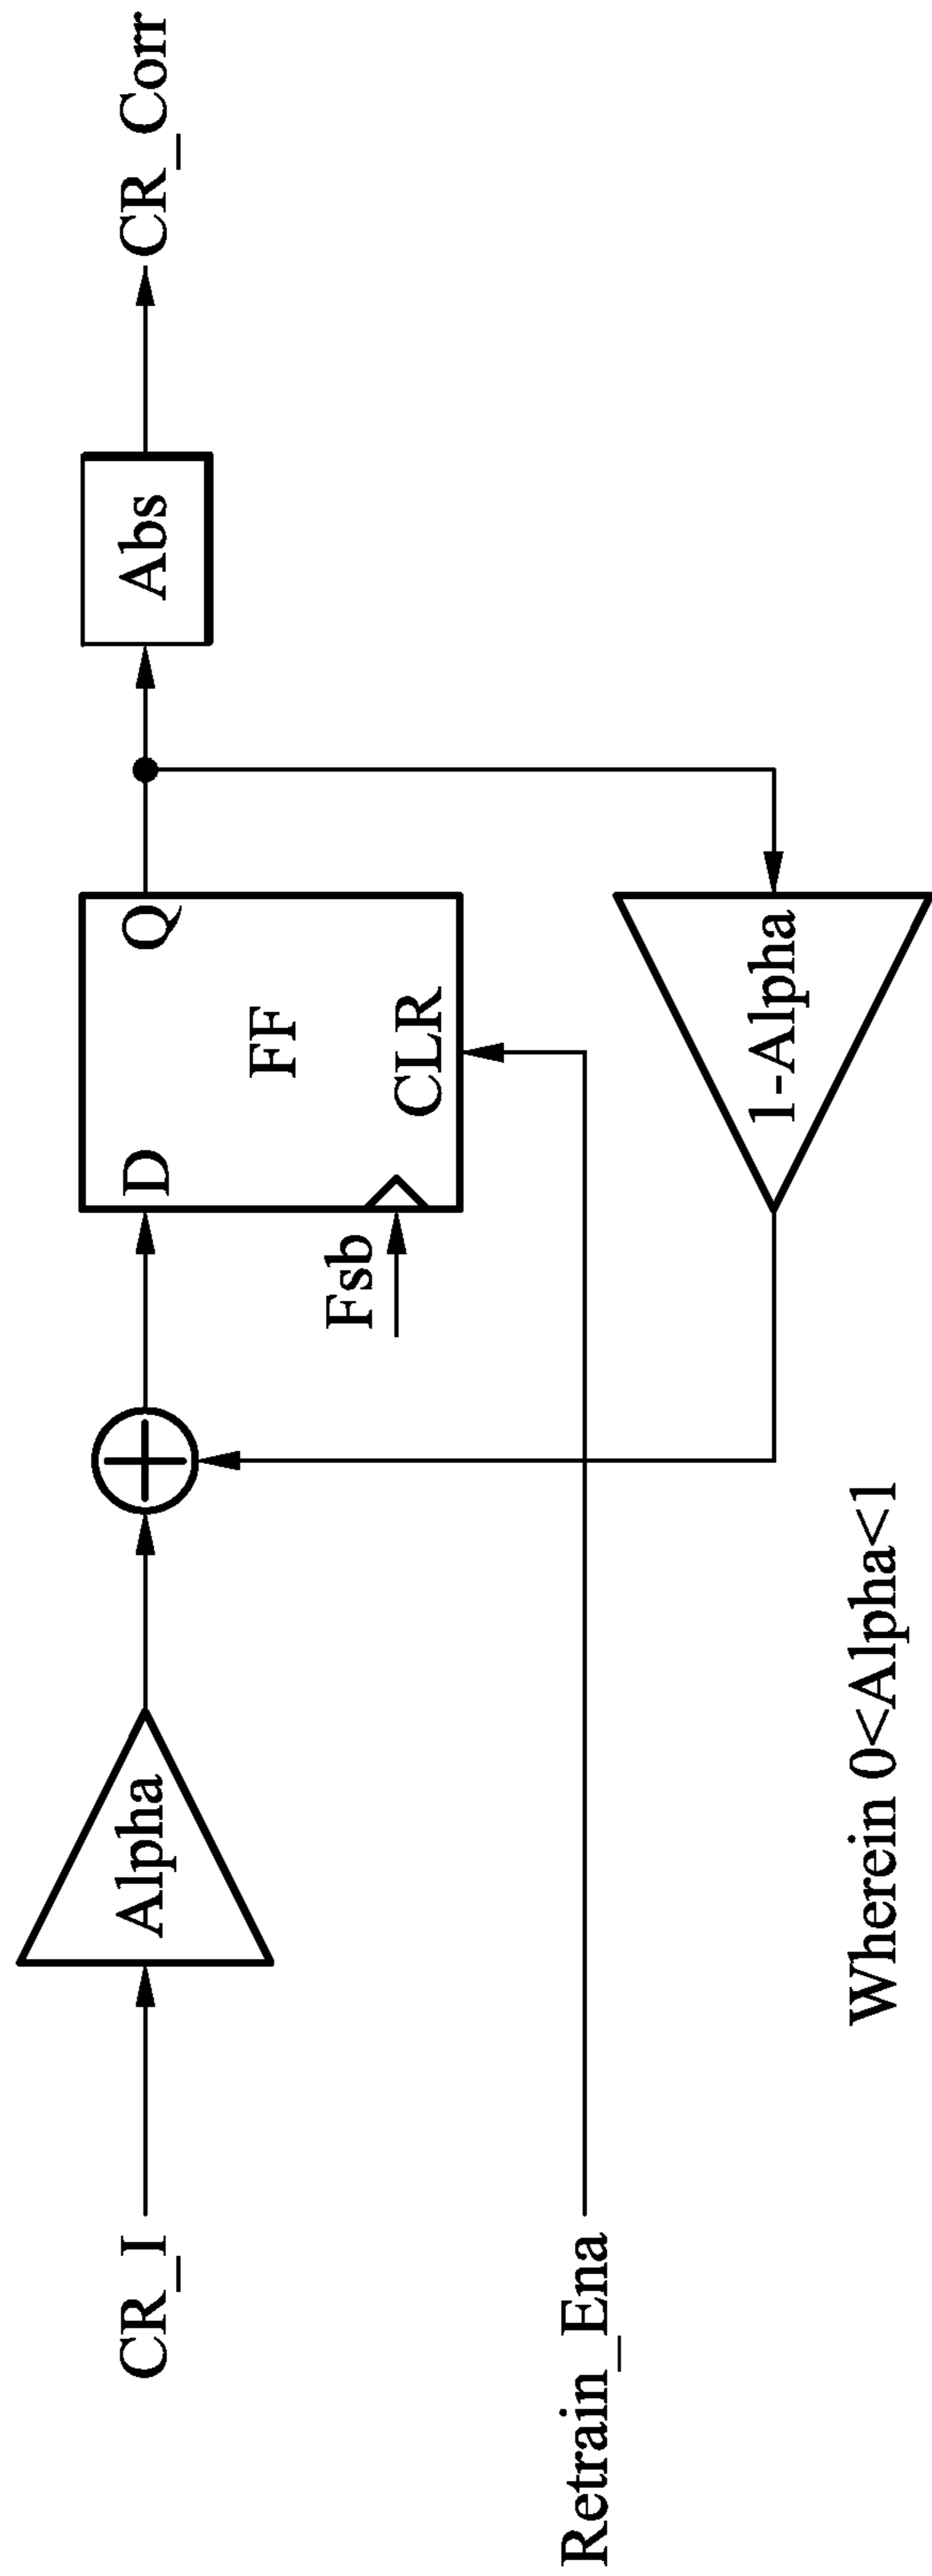 CR_I
Alpha
D
Q
FF
CLR
Fsb
Abs
CR_Corr
Retrain_Ena
1-Alpha
Wherein 0<Alpha<1